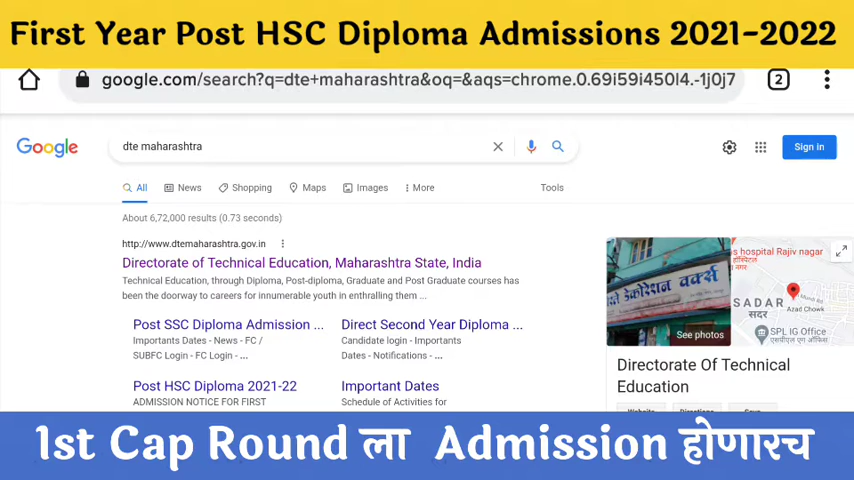 First Year Post HSC Diploma Admissions 2021-2022
google.com/search?q=dte+maharashtra&oq=&aqs=chrome.0.69i59i450l4.-1j0j7
2
Google
dte maharashtra
Sign in
All News Shopping Maps Images More Tools
About 6,72,000 results (0.73 seconds)
http://www.dtemaharashtra.gov.in
Directorate of Technical Education, Maharashtra State, India
Technical Education, through Diploma, Post-diploma, Graduate and Post Graduate courses has
been the doorway to careers for innumerable youth in enthralling them ...
Post SSC Diploma Admission ...
Importants Dates - News - FC /
SUBFC Login - FC Login - ...
Direct Second Year Diploma ...
Candidate login - Importants
Dates - Notifications - ...
Post HSC Diploma 2021-22
ADMISSION NOTICE FOR FIRST
Important Dates
Schedule of Activities for
डेकोरेशन वर्क्स
See photos
hospital Rajiv nagar
नगर
SADAR
सदर
Azad Chowk
SPL IG Office
Directorate Of Technical
Education
1st Cap Round ला Admission होणारच